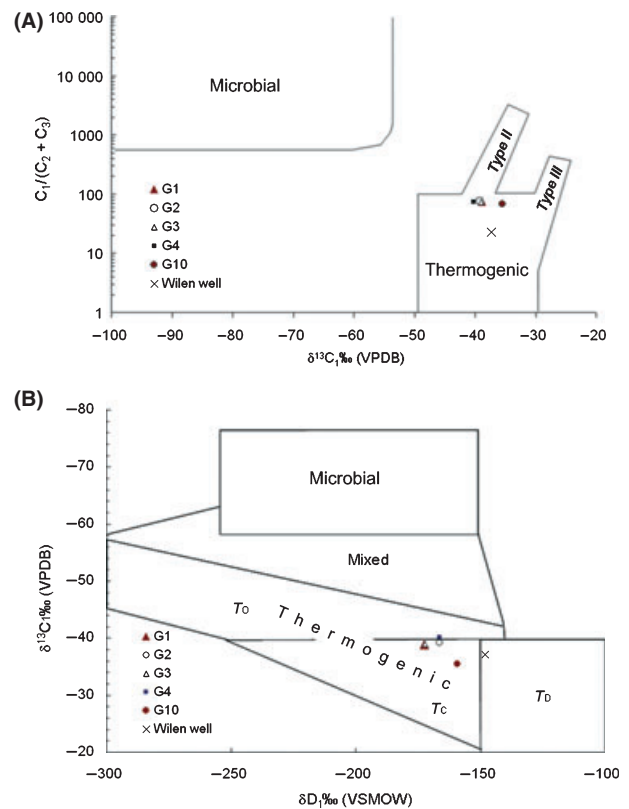 (A)
100 000
10 000
1000
100
10
1
C₁/(C₂ + C₃)
Microbial
Type II
Type III
Thermogenic
G1
G2
G3
G4
G10
Wilen well
−100 −90 −80 −70 −60 −50 −40 −30 −20
δ¹³C₁‰ (VPDB)
(B)
−80
−70
−60
−50
−40
−30
−20
δ¹³C₁‰ (VPDB)
Microbial
Mixed
TO Thermogenic
TC
TD
G1
G2
G3
G4
G10
Wilen well
−300 −250 −200 −150 −100
δD₁‰ (VSMOW)